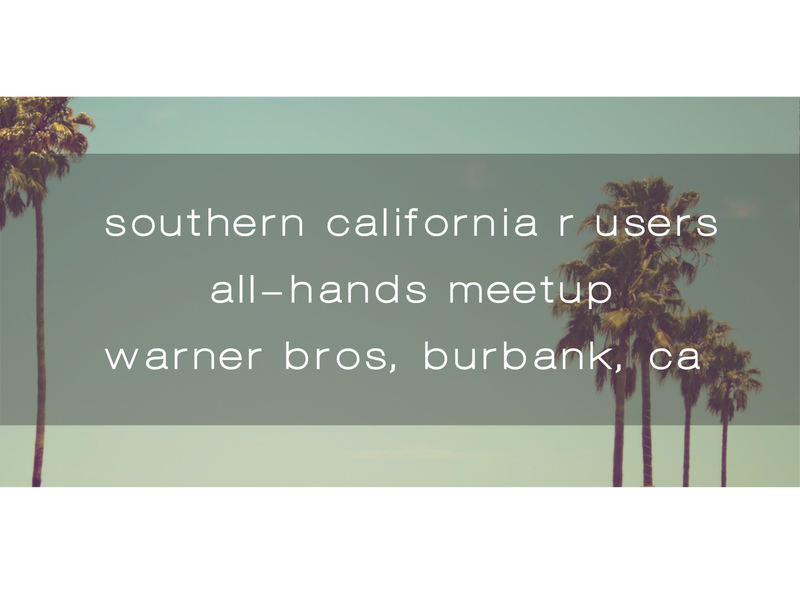 southern california r users
all-hands meetup
warner bros, burbank, ca